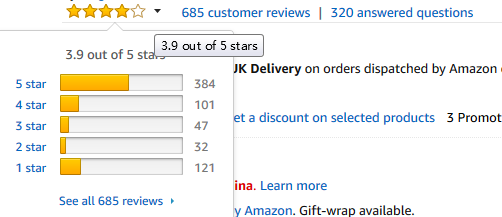 685 customer reviews | 320 answered questions
3.9 out of 5 stars
3.9 out of 5 stars
UK Delivery on orders dispatched by Amazon
5 star 384
4 star 101
3 star 47
2 star 32
1 star 121
get a discount on selected products 3 Promot
ina. Learn more
See all 685 reviews
y Amazon. Gift-wrap available.